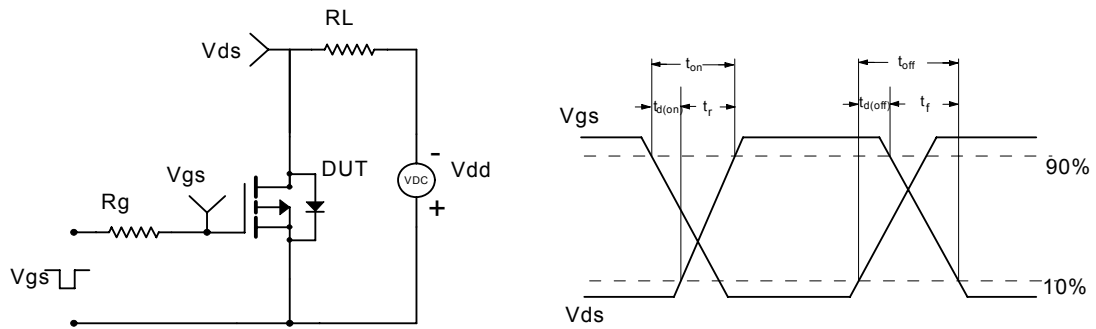 RL
Vds
Vgs
DUT
VDC
-
+
Vdd
Rg
Vgs
ton
toff
td(on)
tr
td(off)
tf
Vgs
90%
10%
Vds